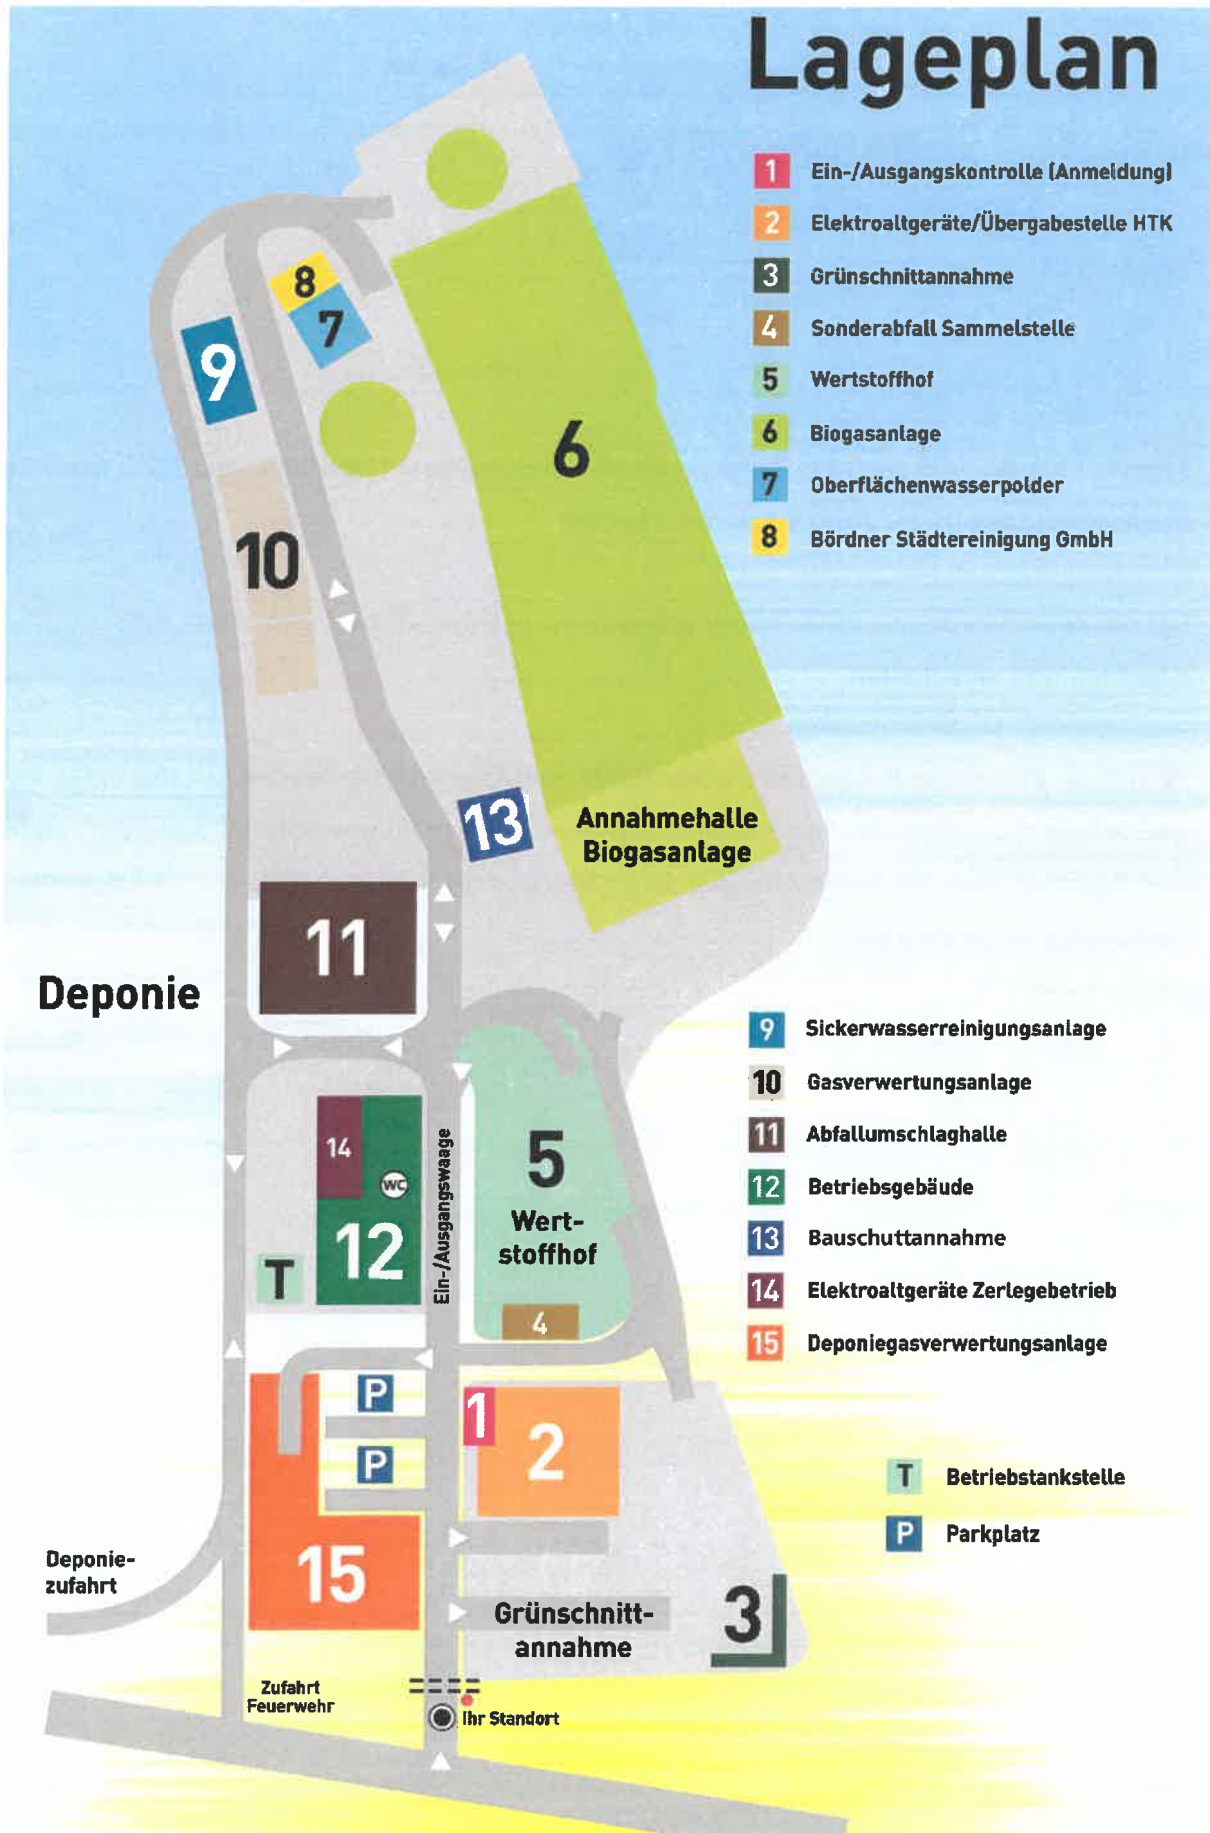 Lageplan
1 Ein-/Ausgangskontrolle (Anmeldung)
2 Elektroaltgeräte/Übergabestelle HTK
3 Grünschnittannahme
4 Sonderabfall Sammelstelle
5 Wertstoffhof
6 Biogasanlage
7 Oberflächenwasserpolder
8 Bördner Städtereinigung GmbH
8
7
9
6
10
13
Annahmehalle
Biogasanlage
11
Deponie
9 Sickerwasserreinigungsanlage
10 Gasverwertungsanlage
11 Abfallumschlaghalle
12 Betriebsgebäude
13 Bauschuttannahme
14 Elektroaltgeräte Zerlegebetrieb
15 Deponiegasverwertungsanlage
14
WC
12
T
Ein-/Ausgangswaage
5
Wert-
stoffhof
4
P
P
1
2
T Betriebstankstelle
P Parkplatz
15
Deponie-
zufahrt
Grünschnitt-
annahme
3
Zufahrt
Feuerwehr
Ihr Standort